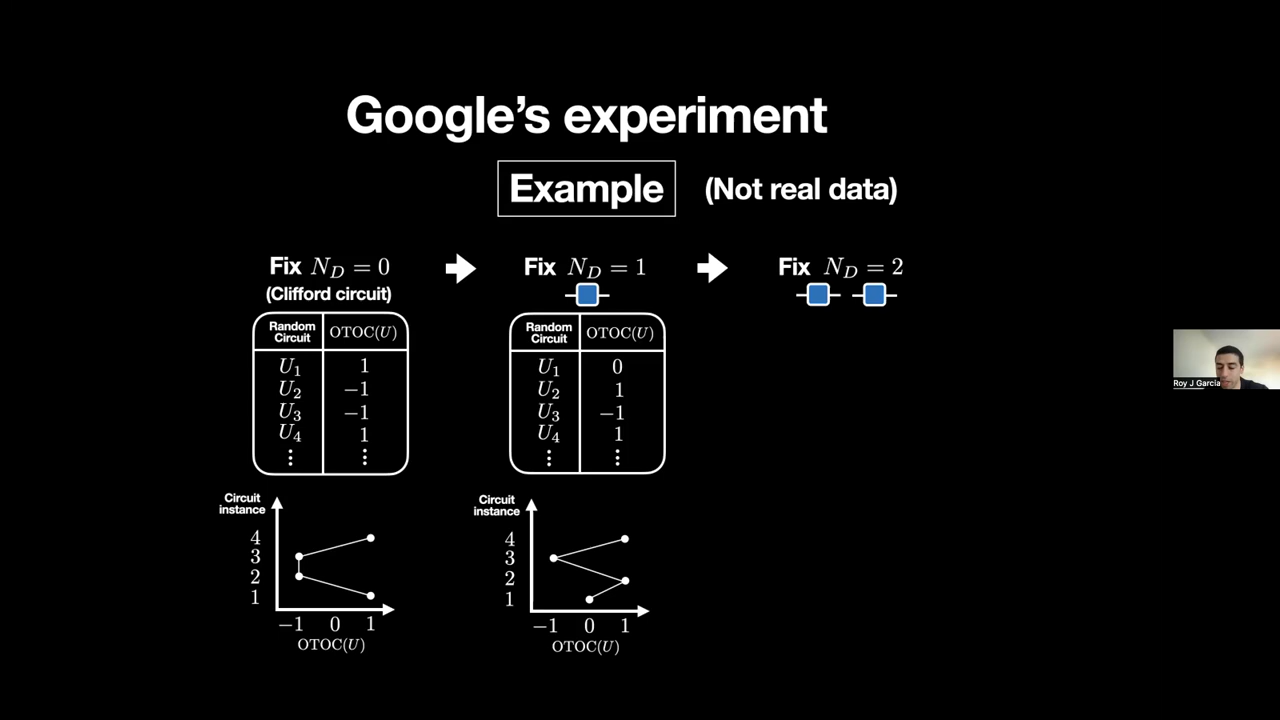 Google's experiment
Example
(Not real data)
Fix N_D = 0
(Clifford circuit)
Random Circuit OTOC(U)
U_1 1
U_2 −1
U_3 −1
U_4 1
⋮ ⋮
Circuit instance
4
3
2
1
−1 0 1
OTOC(U)
Fix N_D = 1
Random Circuit OTOC(U)
U_1 0
U_2 1
U_3 −1
U_4 1
⋮ ⋮
Circuit instance
4
3
2
1
−1 0 1
OTOC(U)
Fix N_D = 2
Roy J Garcia